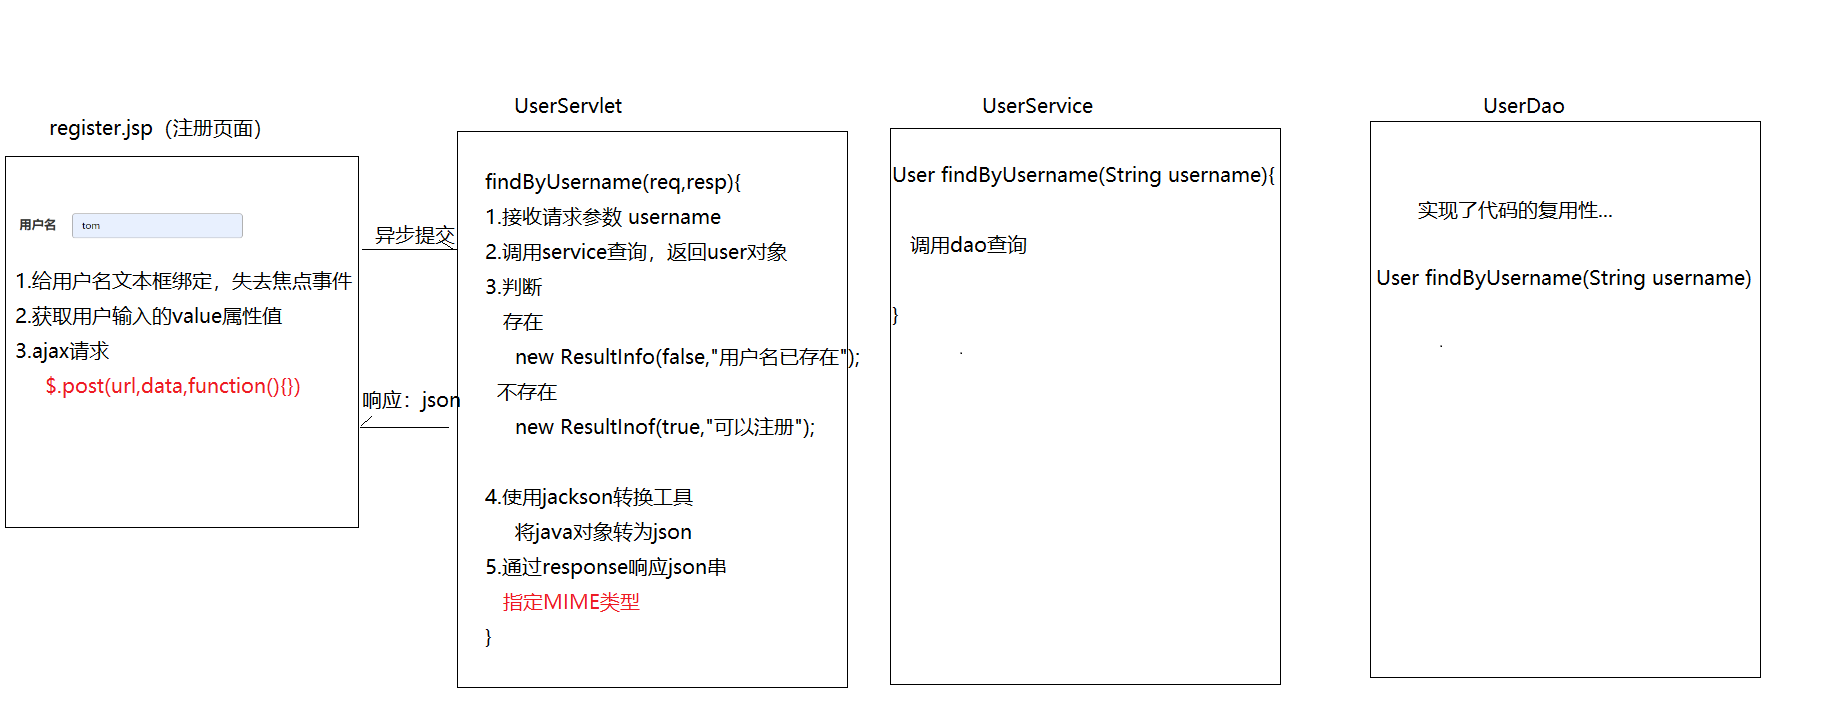 register.jsp（注册页面）
用户名
tom
1.给用户名文本框绑定，失去焦点事件
2.获取用户输入的value属性值
3.ajax请求
$.post(url,data,function(){})
异步提交
响应：json
UserServlet
findByUsername(req,resp){
1.接收请求参数 username
2.调用service查询，返回user对象
3.判断
存在
new ResultInfo(false,"用户名已存在");
不存在
new ResultInof(true,"可以注册");
4.使用jackson转换工具
将java对象转为json
5.通过response响应json串
指定MIME类型
}
UserService
User findByUsername(String username){
调用dao查询
}
UserDao
实现了代码的复用性...
User findByUsername(String username)